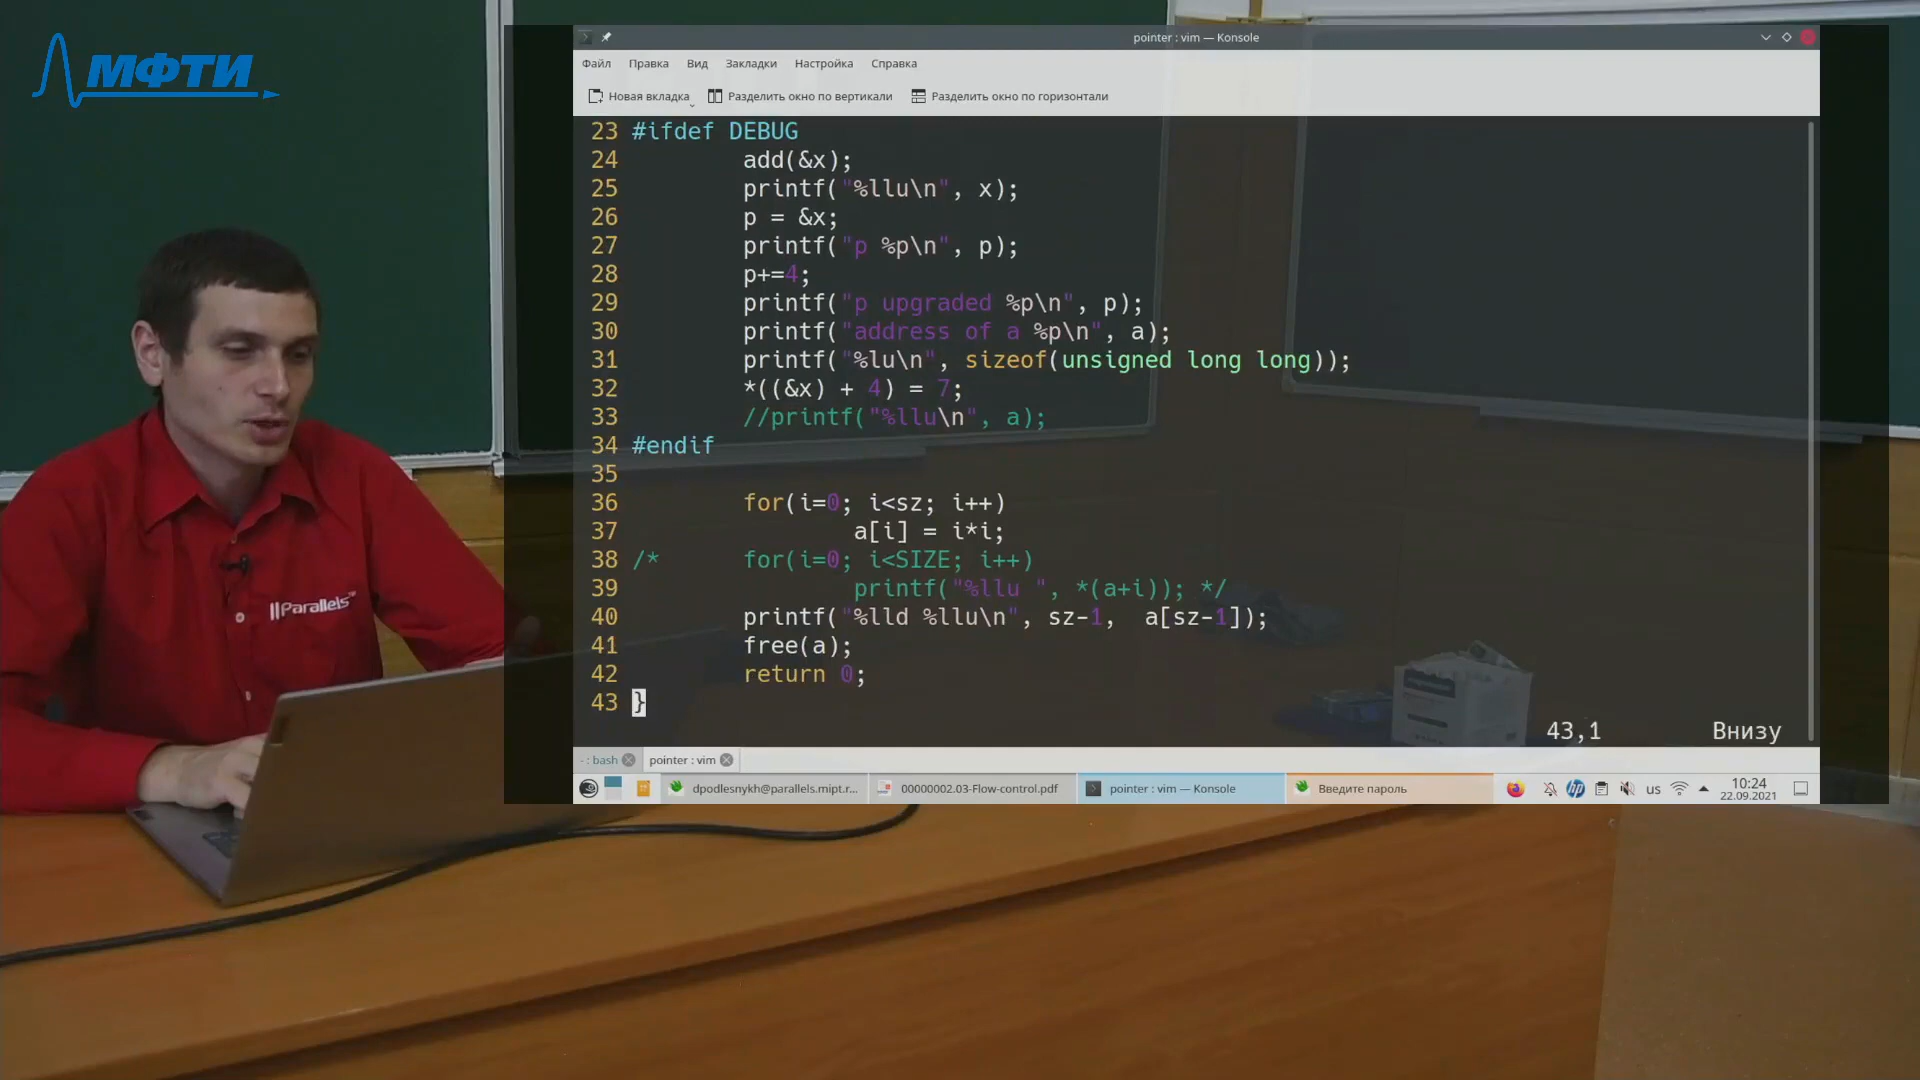 МФТИ
pointer : vim — Konsole
Файл Правка Вид Закладки Настройка Справка
Новая вкладка Разделить окно по вертикали Разделить окно по горизонтали
23 #ifdef DEBUG
24 add(&x);
25 printf("%llu\n", x);
26 p = &x;
27 printf("p %p\n", p);
28 p+=4;
29 printf("p upgraded %p\n", p);
30 printf("address of a %p\n", a);
31 printf("%lu\n", sizeof(unsigned long long));
32 *((&x) + 4) = 7;
33 //printf("%llu\n", a);
34 #endif
35
36 for(i=0; i<sz; i++)
37 a[i] = i*i;
38 /* for(i=0; i<SIZE; i++)
39 printf("%llu ", *(a+i)); */
40 printf("%lld %llu\n", sz-1, a[sz-1]);
41 free(a);
42 return 0;
43 }
43,1 Внизу
- : bash pointer : vim
dpodlesnykh@parallels.mipt.r... 00000002.03-Flow-control.pdf pointer : vim — Konsole Введите пароль hp us 10:24
22.09.2021
||Parallels™